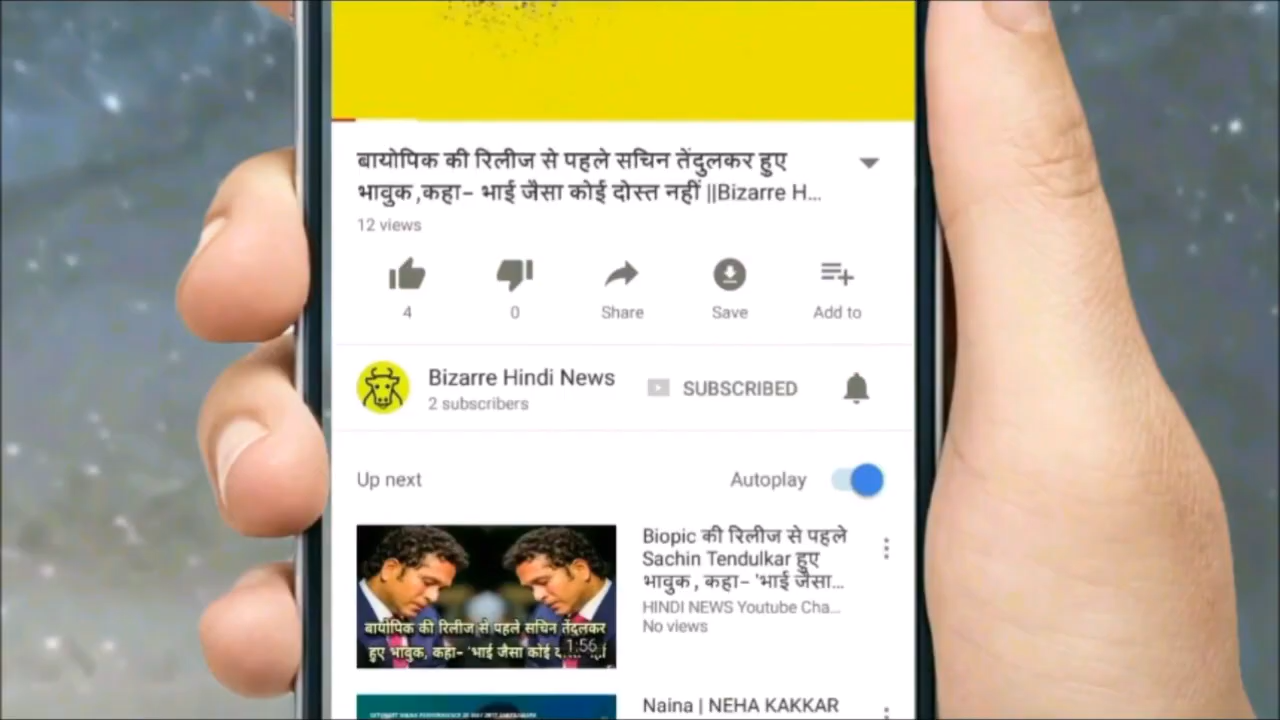 बायोपिक की रिलीज से पहले सचिन तेंदुलकर हुए
भावुक,कहा- भाई जैसा कोई दोस्त नहीं ||Bizarre H...
12 views
4
0
Share
Save
Add to
Bizarre Hindi News
SUBSCRIBED
2 subscribers
Up next
Autoplay
Biopic की रिलीज से पहले
Sachin Tendulkar हुए
भावुक, कहा- 'भाई जैसा...
HINDI NEWS Youtube Cha...
No views
बायोपिक की रिलीज से पहले सचिन तेंदुलकर
हुए भावुक, कहा- 'भाई जैसा कोई
1:56
Naina | NEHA KAKKAR